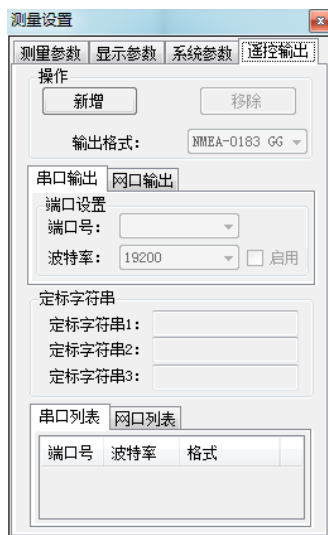 测量设置
测量参数 显示参数 系统参数 遥控输出
操作
新增 移除
输出格式： NMEA-0183 GG
串口输出 网口输出
端口设置
端口号：
波特率： 19200 启用
定标字符串
定标字符串1：
定标字符串2：
定标字符串3：
串口列表 网口列表
端口号 波特率 格式